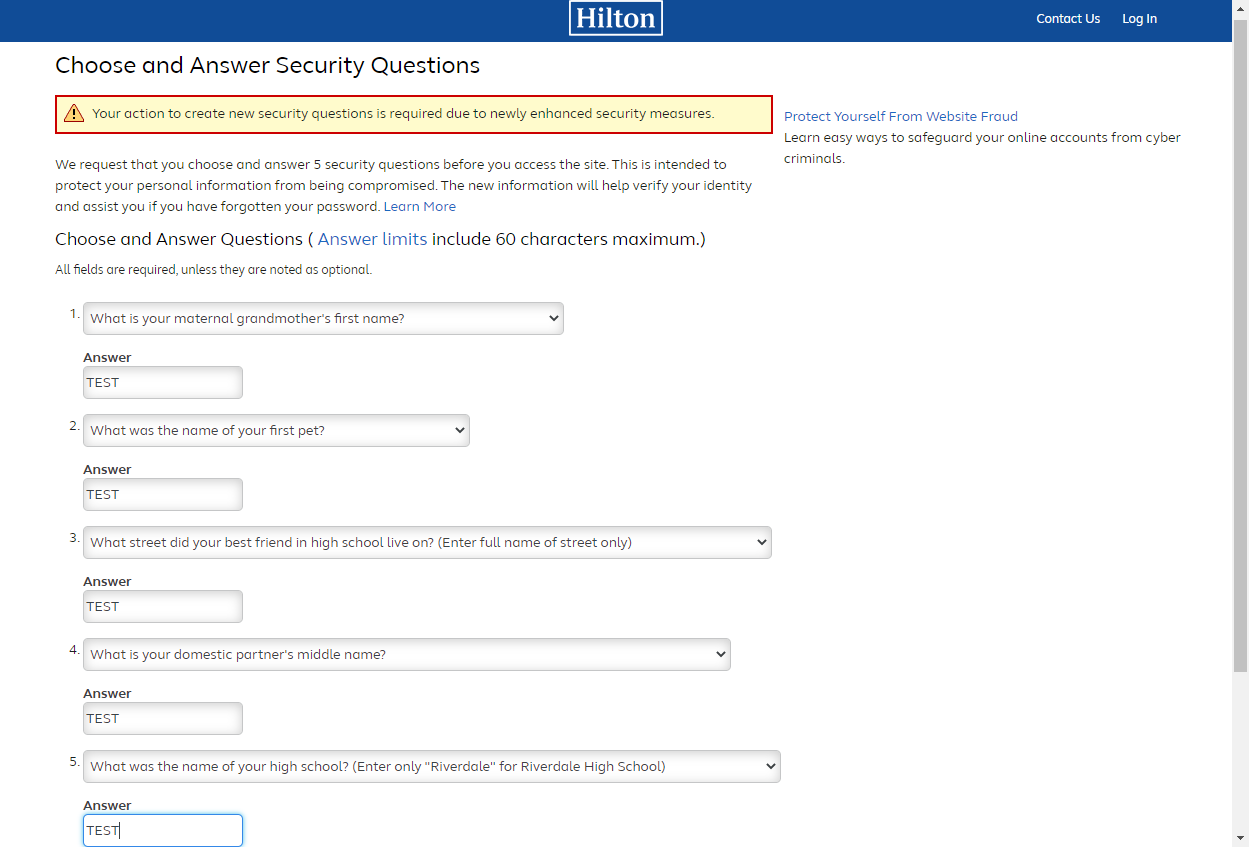 Hilton
Contact Us
Log In
Choose and Answer Security Questions
Your action to create new security questions is required due to newly enhanced security measures.
Protect Yourself From Website Fraud
Learn easy ways to safeguard your online accounts from cyber
criminals.
We request that you choose and answer 5 security questions before you access the site. This is intended to
protect your personal information from being compromised. The new information will help verify your identity
and assist you if you have forgotten your password. Learn More
Choose and Answer Questions ( Answer limits include 60 characters maximum.)
All fields are required, unless they are noted as optional.
1. What is your maternal grandmother's first name?
Answer
TEST
2. What was the name of your first pet?
Answer
TEST
3. What street did your best friend in high school live on? (Enter full name of street only)
Answer
TEST
4. What is your domestic partner's middle name?
Answer
TEST
5. What was the name of your high school? (Enter only "Riverdale" for Riverdale High School)
Answer
TEST